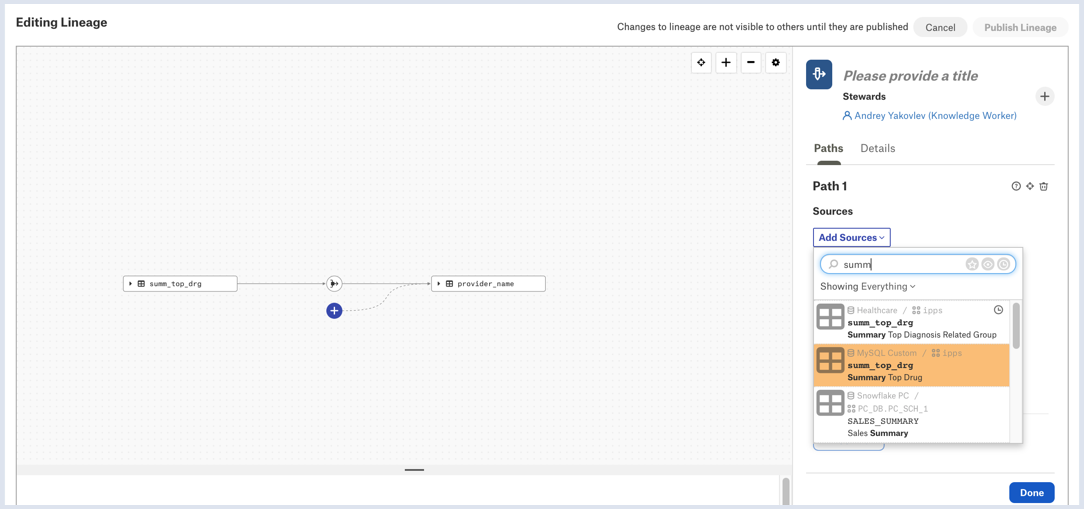 Editing Lineage
Changes to lineage are not visible to others until they are published
Cancel
Publish Lineage
Please provide a title
Stewards
Andrey Yakovlev (Knowledge Worker)
Paths
Details
Path 1
Sources
Add Sources
summ
Showing Everything
Healthcare / ipps
summ_top_drg
Summary Top Diagnosis Related Group
MySQL Custom / ipps
summ_top_drg
Summary Top Drug
Snowflake PC /
PC_DB.PC_SCH_1
SALES_SUMMARY
Sales Summary
Done
summ_top_drg
provider_name